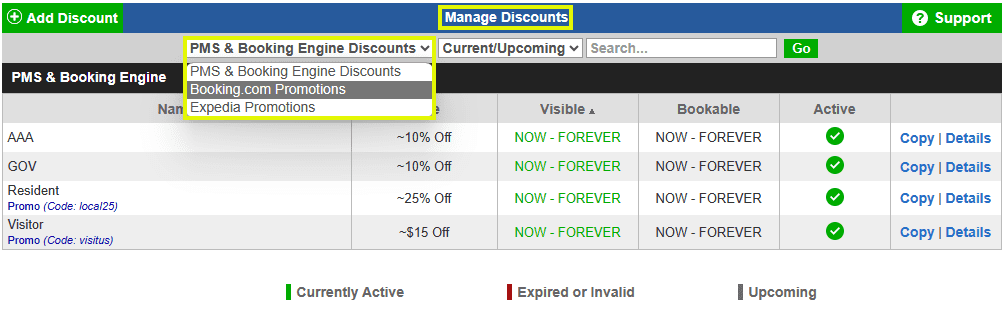 Add Discount
Manage Discounts
? Support
PMS & Booking Engine Discounts
Current/Upcoming
Search...
Go
PMS & Booking Engine Discounts
Booking.com Promotions
Expedia Promotions
PMS & Booking Engine
Visible ▲ Bookable Active
AAA ~10% Off NOW - FOREVER NOW - FOREVER Copy | Details
GOV ~10% Off NOW - FOREVER NOW - FOREVER Copy | Details
Resident
Promo (Code: local25) ~25% Off NOW - FOREVER NOW - FOREVER Copy | Details
Visitor
Promo (Code: visitus) ~$15 Off NOW - FOREVER NOW - FOREVER Copy | Details
Currently Active Expired or Invalid Upcoming